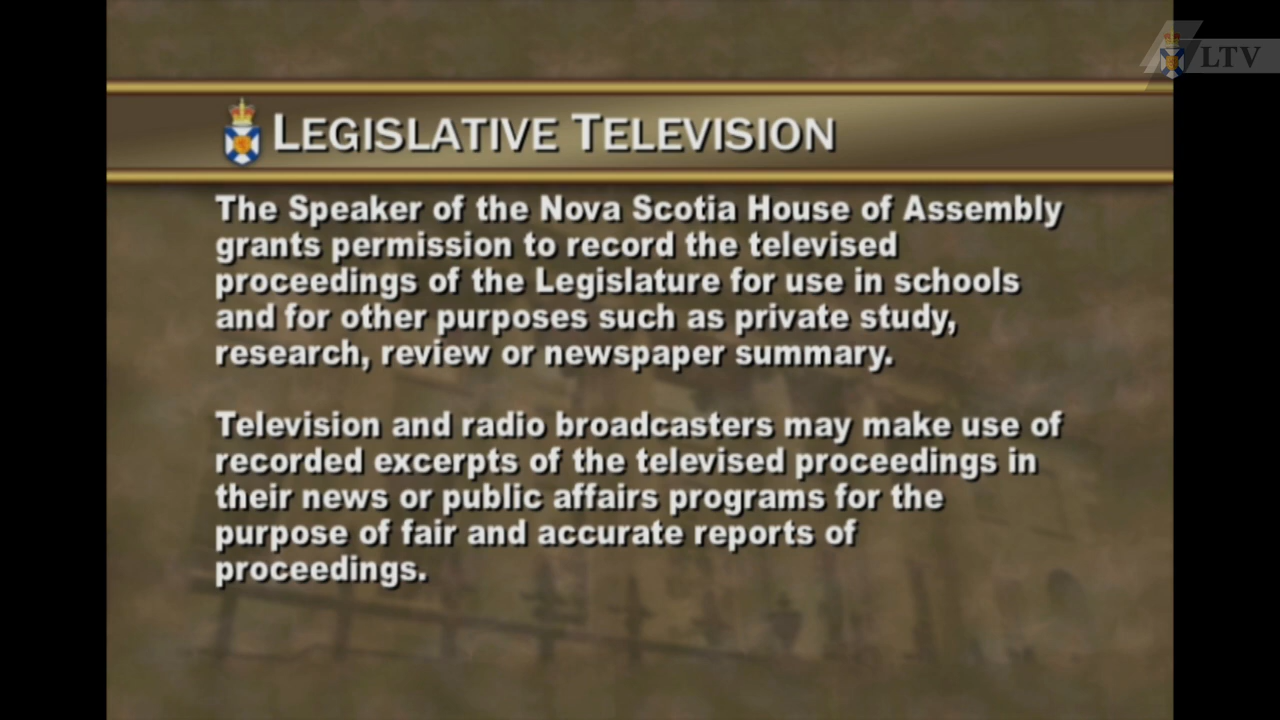 LTV
LEGISLATIVE TELEVISION
The Speaker of the Nova Scotia House of Assembly
grants permission to record the televised
proceedings of the Legislature for use in schools
and for other purposes such as private study,
research, review or newspaper summary.
Television and radio broadcasters may make use of
recorded excerpts of the televised proceedings in
their news or public affairs programs for the
purpose of fair and accurate reports of
proceedings.